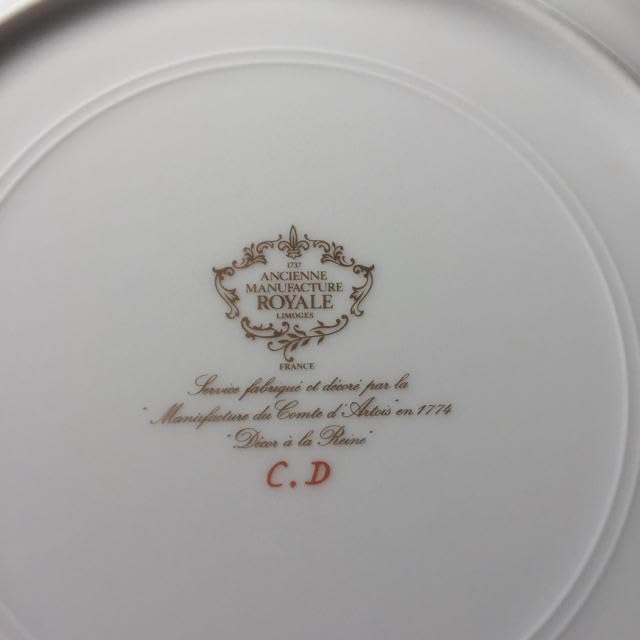 1737
ANCIENNE
MANUFACTURE
ROYALE
LIMOGES
FRANCE
Service fabriqué et décoré par la
"Manufacture du Comte d'Artois" en 1774
"Décor à la Reine"
C.D